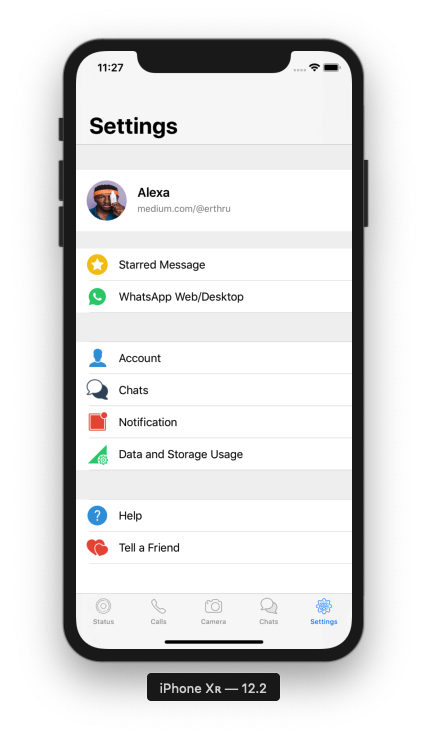 11:27
Settings
Alexa
medium.com/@erthru
Starred Message
WhatsApp Web/Desktop
Account
Chats
Notification
Data and Storage Usage
Help
Tell a Friend
Status Calls Camera Chats Settings
iPhone Xʀ — 12.2